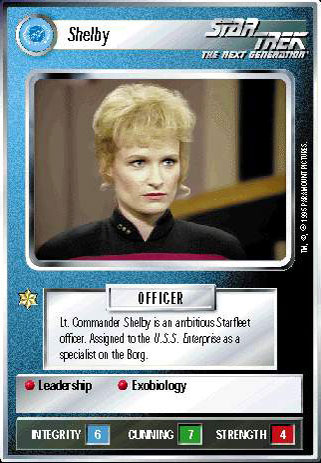 Shelby
STAR TREK
THE NEXT GENERATION
TM, ®, © 1995 PARAMOUNT PICTURES.
OFFICER
Lt. Commander Shelby is an ambitious Starfleet
officer. Assigned to the U.S.S. Enterprise as a
specialist on the Borg.
Leadership Exobiology
INTEGRITY 6 CUNNING 7 STRENGTH 4